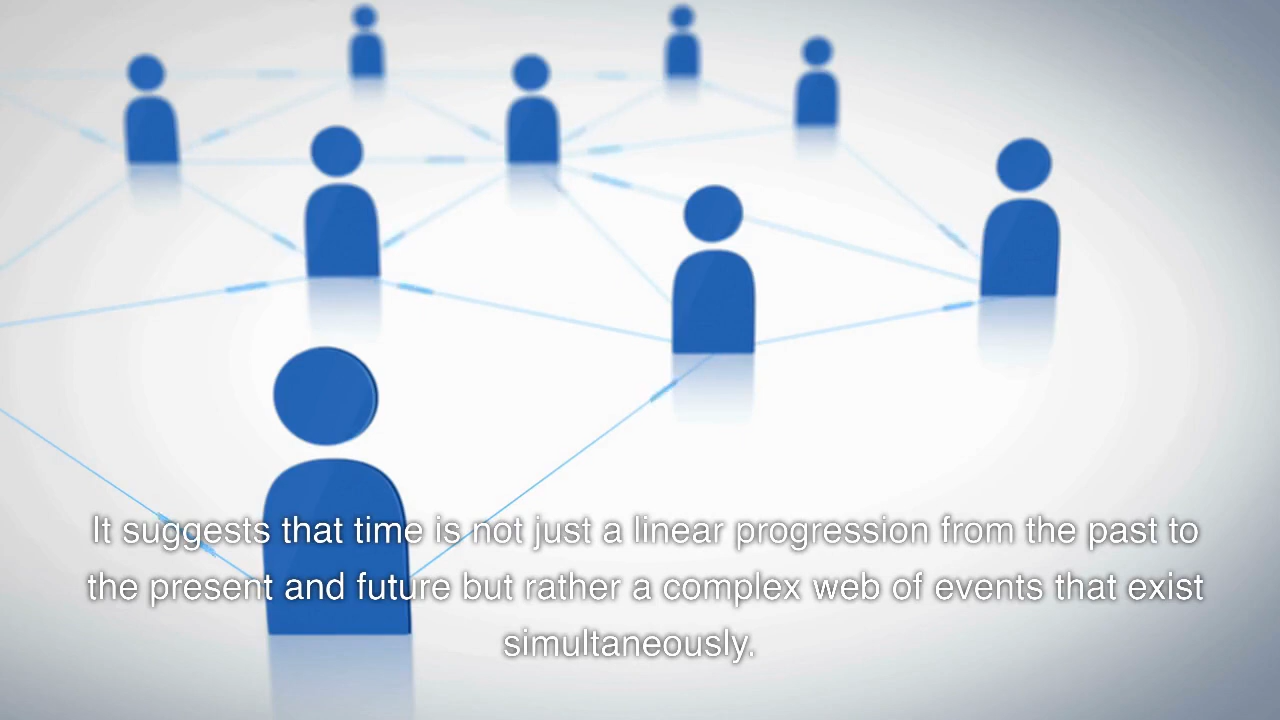 It suggests that time is not just a linear progression from the past to
the present and future but rather a complex web of events that exist
simultaneously.